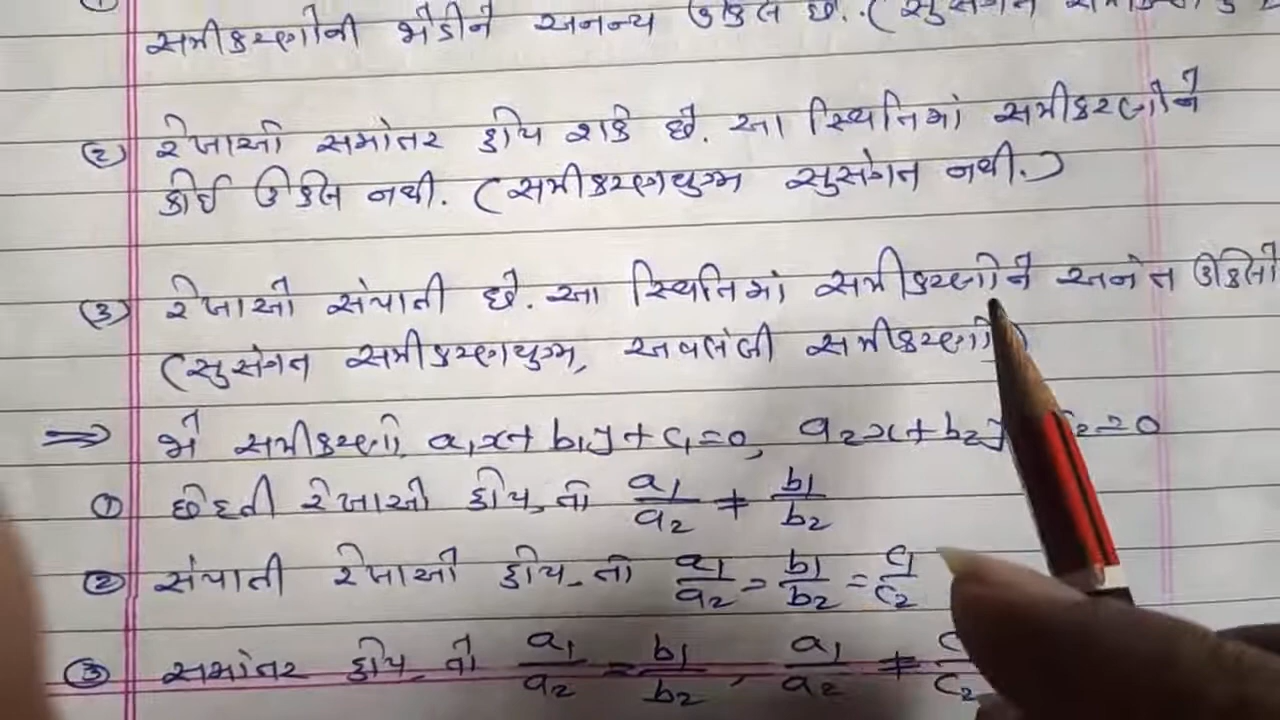 સમીકરણોની જોડીને અનન્ય ઉકેલ છે. (સુસંગત
(૨) રેખાઓ સમાંતર હોય શકે છે. આ સ્થિતિમાં સમીકરણોને
કોઈ ઉકેલ નથી. (સમીકરણયુગ્મ સુસંગત નથી.)
(૩) રેખાઓ સંપાતી છે. આ સ્થિતિમાં સમીકરણોને અનંત ઉકેલો
(સુસંગત સમીકરણયુગ્મ, અવલંબી સમીકરણો)
⇒ જો સમીકરણો, a₁x+b₁y+c₁=0, a₂x+b₂y c₂=0
① છેદતી રેખાઓ હોય તો a₁/a₂ ≠ b₁/b₂
② સંપાતી રેખાઓ હોય તો a₁/a₂ = b₁/b₂ = c₁/c₂
③ સમાંતર હોય તો a₁/a₂ = b₁/b₂, a₁/a₂ ≠ c/c₂